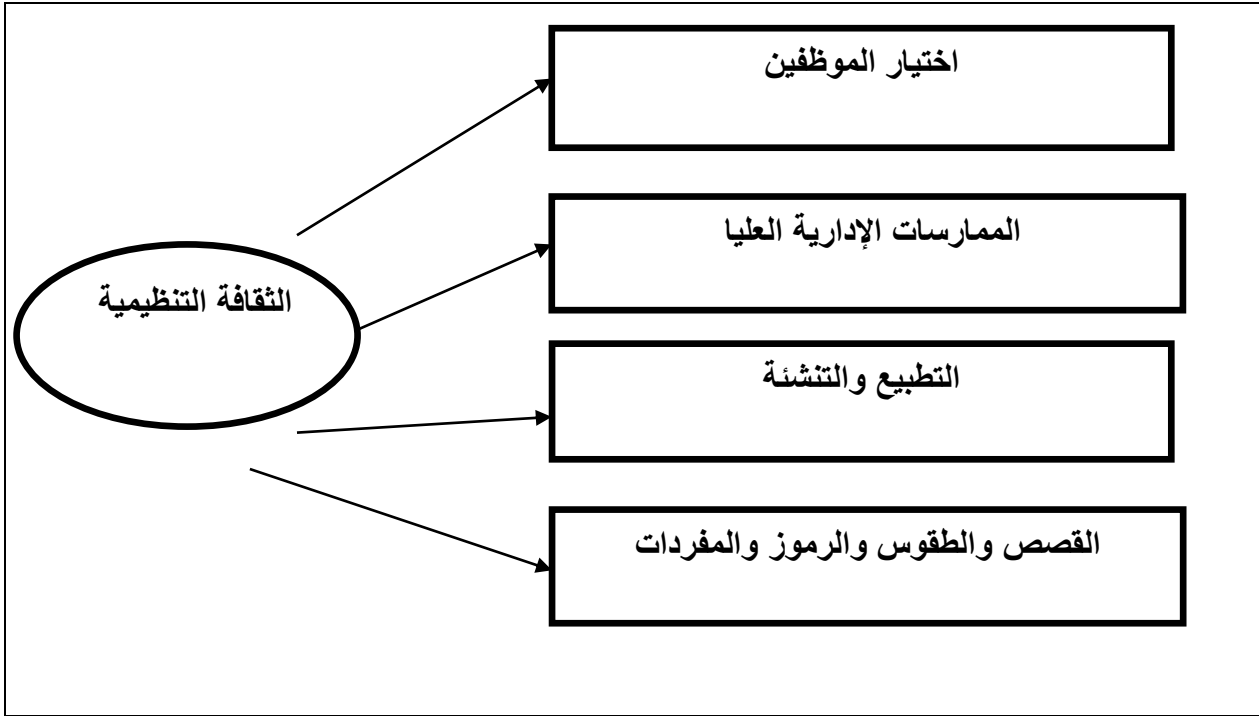 اختيار الموظفين
الممارسات الإدارية العليا
الثقافة التنظيمية
التطبيع والتنشئة
القصص والطقوس والرموز والمفردات